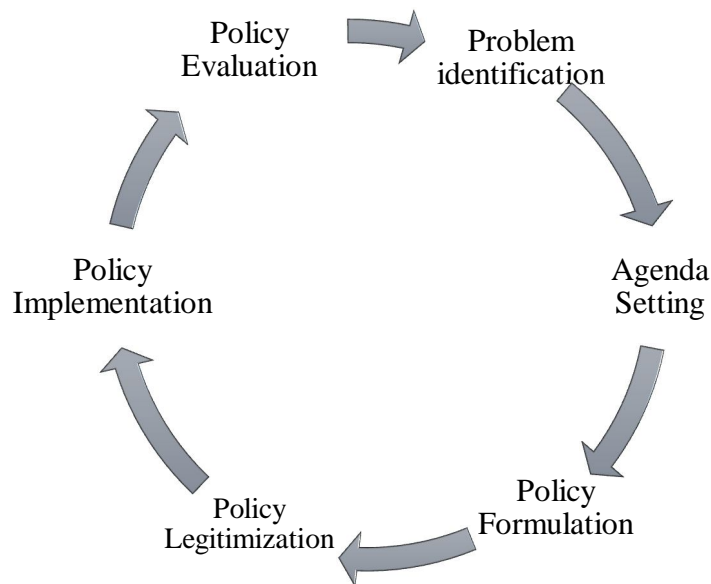 Policy
Evaluation
Problem
identification
Agenda
Setting
Policy
Formulation
Policy
Legitimization
Policy
Implementation